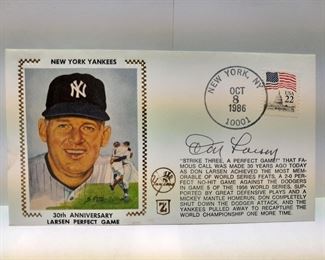 NEW YORK YANKEES
30th ANNIVERSARY
LARSEN PERFECT GAME
Z
NEW YORK, NY
OCT
8
1986
10001
USA
22
Don Larsen
"STRIKE THREE, A PERFECT GAME!" THAT FA-
MOUS CALL WAS MADE 30 YEARS AGO TODAY
AS DON LARSEN ACHIEVED THE MOST MEM-
ORABLE OF WORLD SERIES FEATS, A 2-0 PER-
FECT NO-HIT GAME AGAINST THE DODGERS
IN GAME 5 OF THE 1956 WORLD SERIES. SUP-
PORTED BY GREAT DEFENSIVE PLAYS AND A
MICKEY MANTLE HOMERUN, DON COMPLETELY
SHUT DOWN THE DODGER ATTACK, AND THE
YANKEES PULLED AWAY TO RECAPTURE THE
WORLD CHAMPIONSHIP ONE MORE TIME.